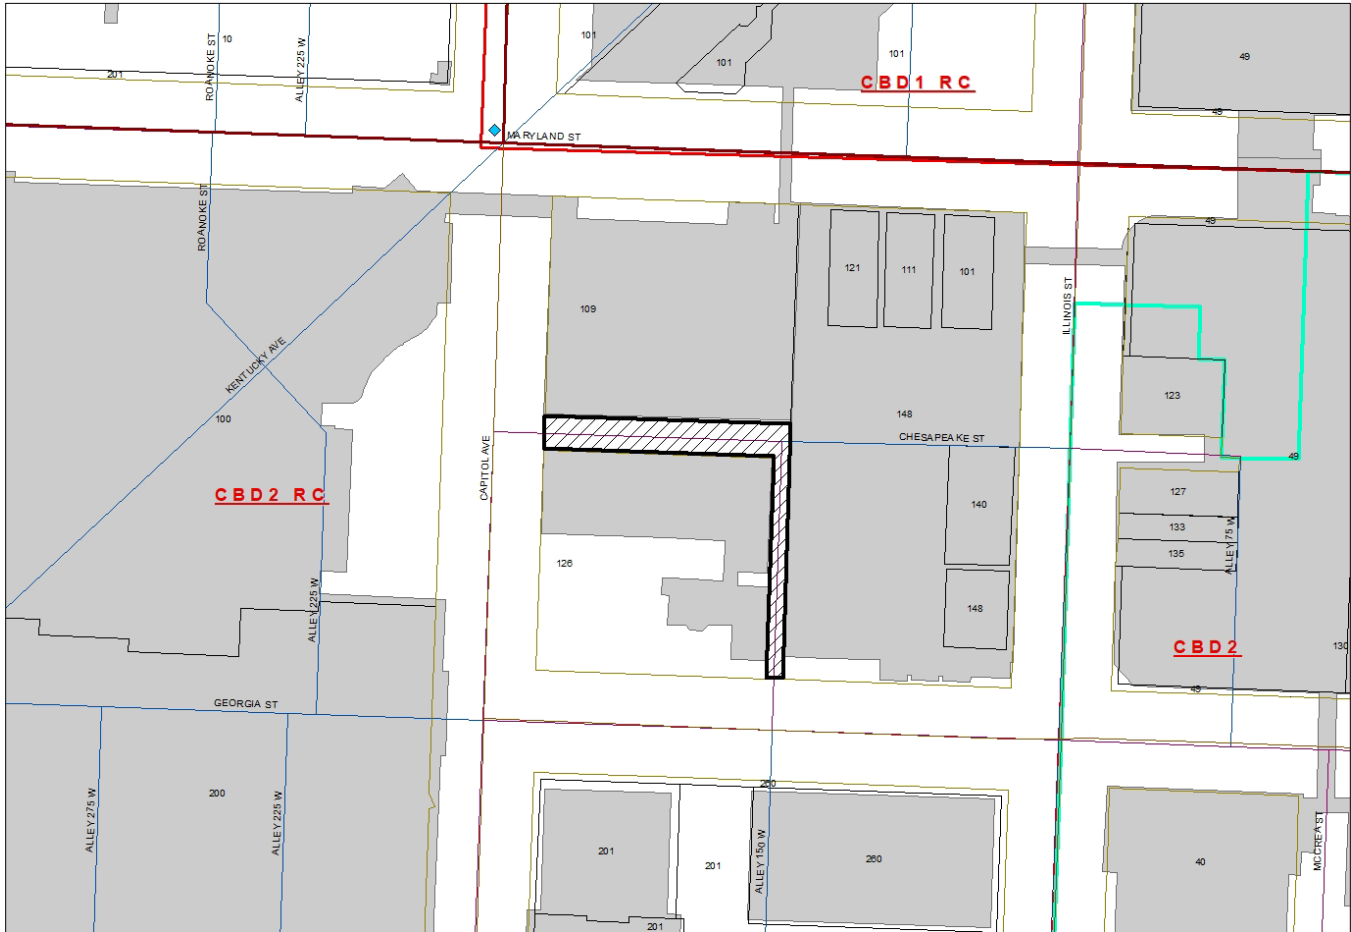 10
101
101
101
49
201
ROANOKE ST
ALLEY 225 W
CBD1 RC
49
MARYLAND ST
ROANOKE ST
49
121
111
101
109
ILLINOIS ST
KENTUCKY AVE
100
123
148
CHESAPEAKE ST
CAPITOL AVE
49
CBD2 RC
127
140
133
135
ALLEY 75 W
126
148
ALLEY 225 W
CBD2
130
49
GEORGIA ST
260
200
ALLEY 275 W
ALLEY 225 W
201
201
ALLEY 150 W
260
40
MCCREA ST
201